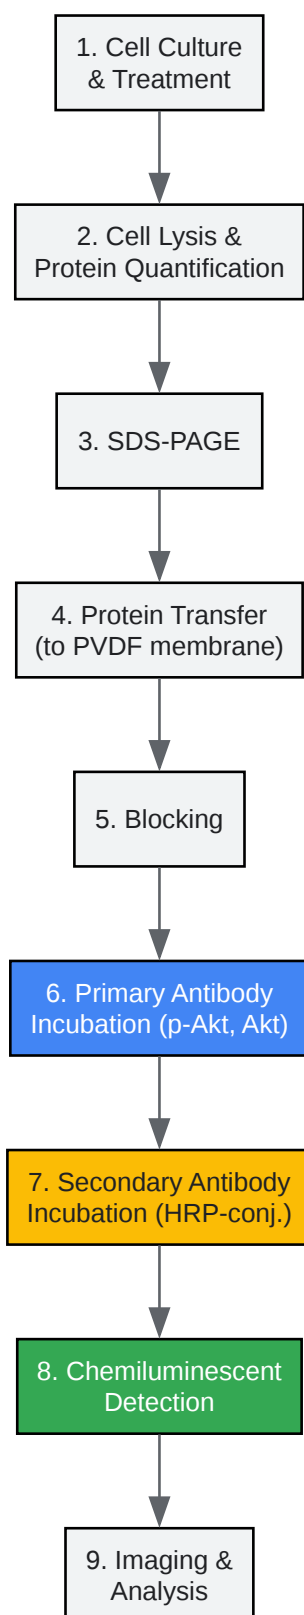 1. Cell Culture
& Treatment
2. Cell Lysis &
Protein Quantification
3. SDS-PAGE
4. Protein Transfer
(to PVDF membrane)
5. Blocking
6. Primary Antibody
Incubation (p-Akt, Akt)
7. Secondary Antibody
Incubation (HRP-conj.)
8. Chemiluminescent
Detection
9. Imaging &
Analysis